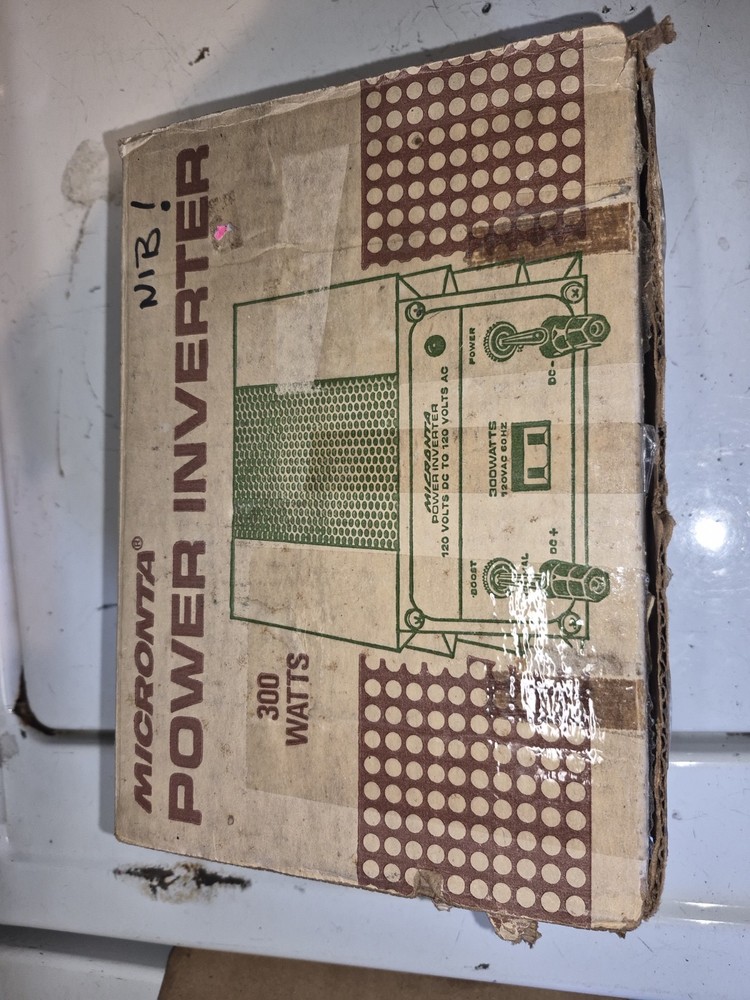 NIB!
MICRONTA®
POWER INVERTER
300
WATTS
MICRONTA
POWER INVERTER
120 VOLTS DC TO 120 VOLTS AC
POWER
DC-
300WATTS
120VAC 60HZ
BOOST
DC+